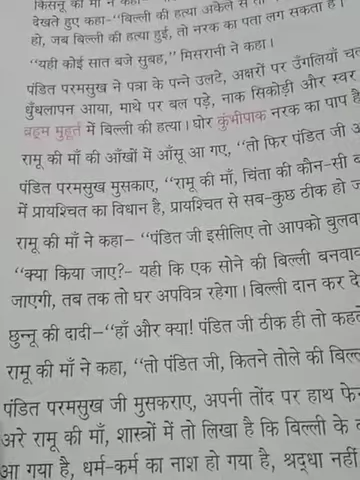 किसनू की माँ ने कहा-
देखते हुए कहा-“बिल्ली की हत्या अकेले से तो
हो, जब बिल्ली की हत्या हुई, तो नरक का पता लग सकता है।
“यही कोई सात बजे सुबह,” मिसरानी ने कहा।
पंडित परमसुख ने पत्रा के पन्ने उलटे, अक्षरों पर उँगलियाँ
धुँधलापन आया, माथे पर बल पड़े, नाक सिकोड़ी और स्वर
ब्रह्म मुहूर्त में बिल्ली की हत्या। घोर कुंभीपाक नरक का पाप है
रामू की माँ की आँखों में आँसू आ गए, “तो फिर पंडित जी
पंडित परमसुख मुसकाए, “रामू की माँ, चिंता की कौन-सी
में प्रायश्चित का विधान है, प्रायश्चित से सब-कुछ ठीक हो
रामू की माँ ने कहा- “पंडित जी इसीलिए तो आपको
“क्या किया जाए?- यही कि एक सोने की बिल्ली
जाएगी, तब तक तो घर अपवित्र रहेगा। बिल्ली दान कर
छुन्नू की दादी-“हाँ और क्या! पंडित जी ठीक ही तो
रामू की माँ ने कहा, “तो पंडित जी, कितने तोले की
पंडित परमसुख जी मुसकराए, अपनी तोंद पर हाथ
अरे रामू की माँ, शास्त्रों में तो लिखा है कि बिल्ली के
आ गया है, धर्म-कर्म का नाश हो गया है, श्रद्धा नहीं